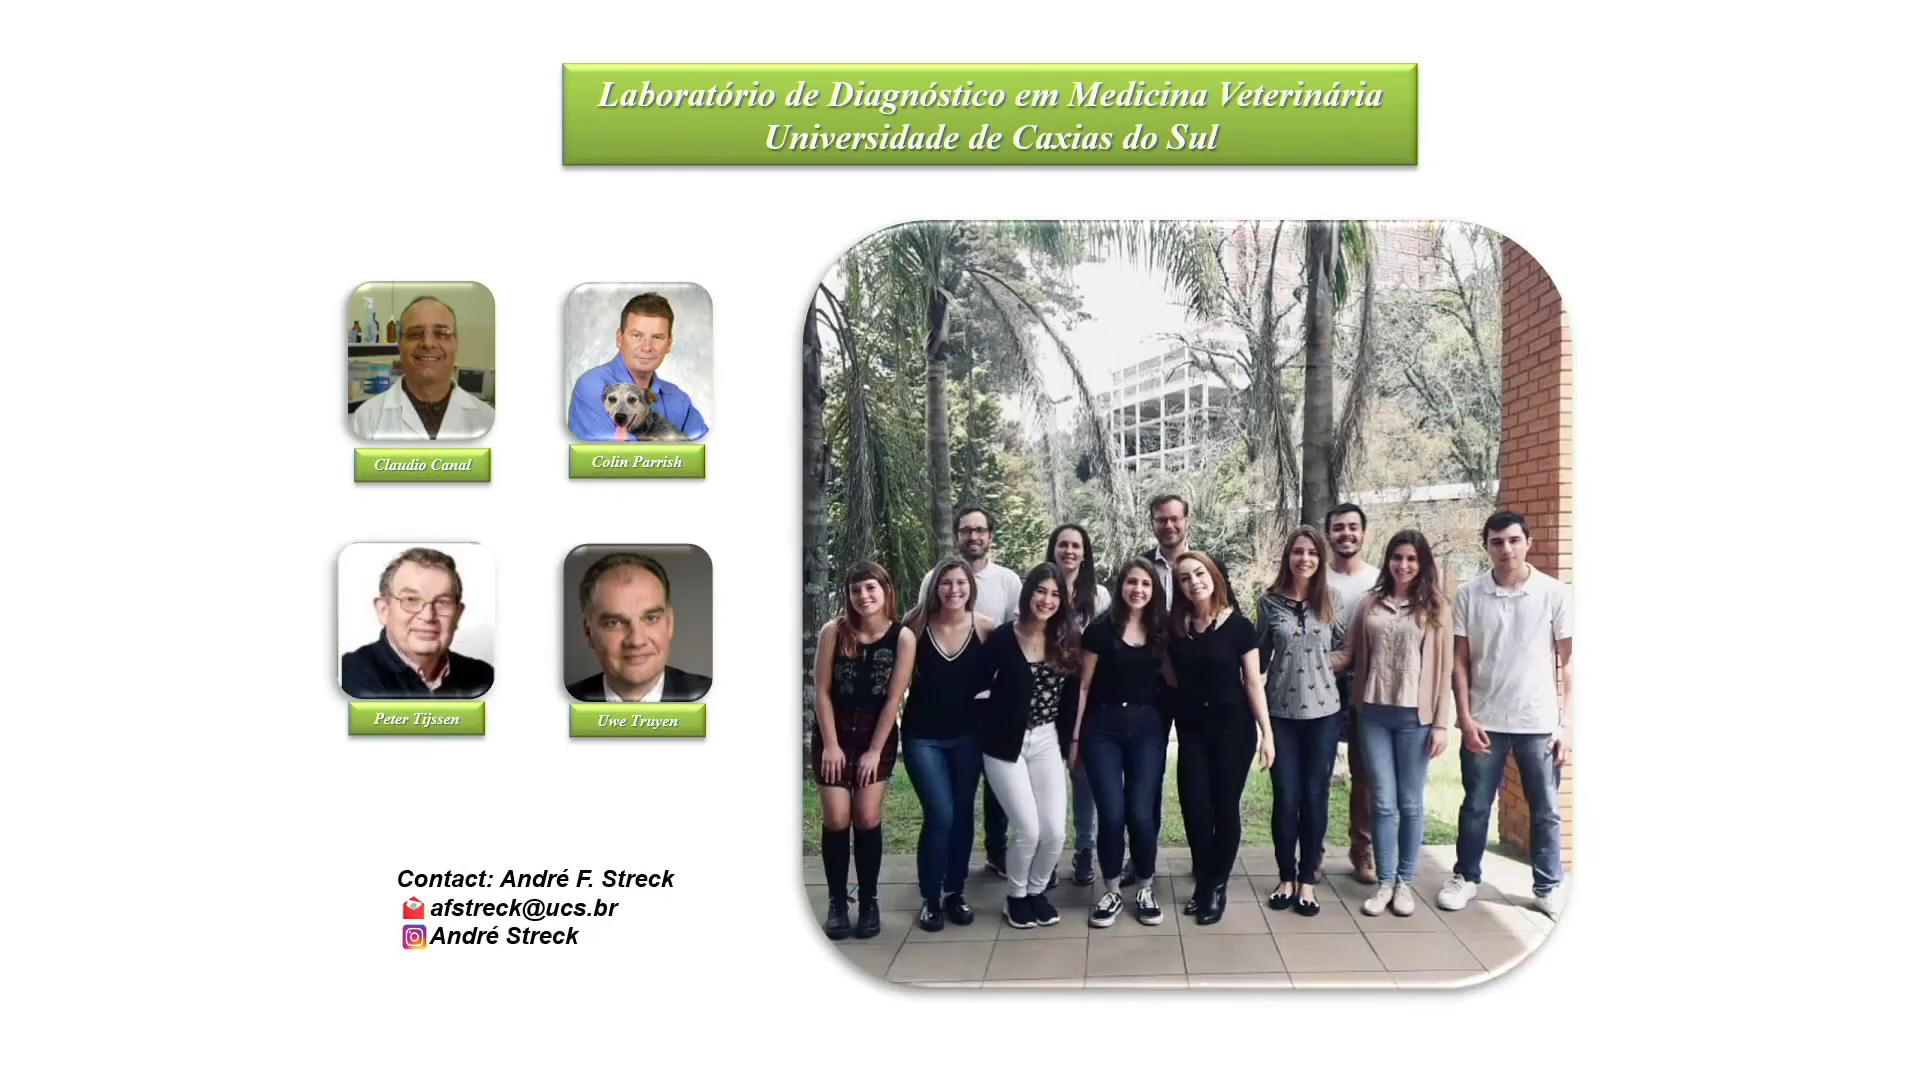 Laboratório de Diagnóstico em Medicina Veterinária
Universidade de Caxias do Sul
Claudio Canal
Colin Parrish
Peter Tijssen
Uwe Truyen
Contact: André F. Streck
afstreck@ucs.br
André Streck